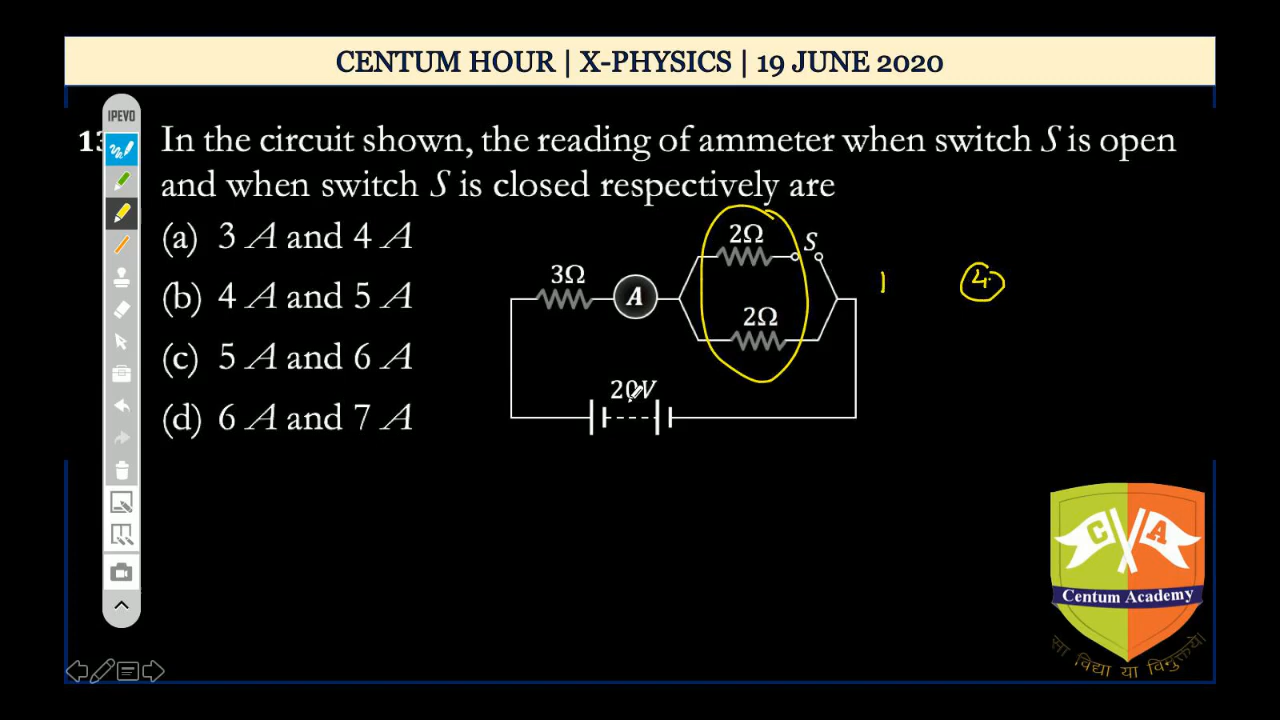 CENTUM HOUR | X-PHYSICS | 19 JUNE 2020
IPEVO
In the circuit shown, the reading of ammeter when switch S is open
and when switch S is closed respectively are
(a) 3 A and 4 A
(b) 4 A and 5 A
(c) 5 A and 6 A
(d) 6 A and 7 A
2Ω
S
3Ω
A
2Ω
20V
1
4
C A
Centum Academy
सा विद्या या विमुक्तये।